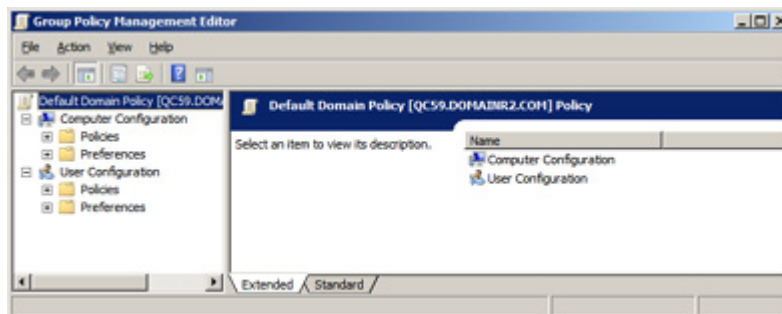 Group Policy Management Editor
File Action View Help
Default Domain Policy [QC59.DOMA
Computer Configuration
Policies
Preferences
User Configuration
Policies
Preferences
Default Domain Policy [QC59.DOMAINR2.COM] Policy
Select an item to view its description.
Name
Computer Configuration
User Configuration
Extended Standard